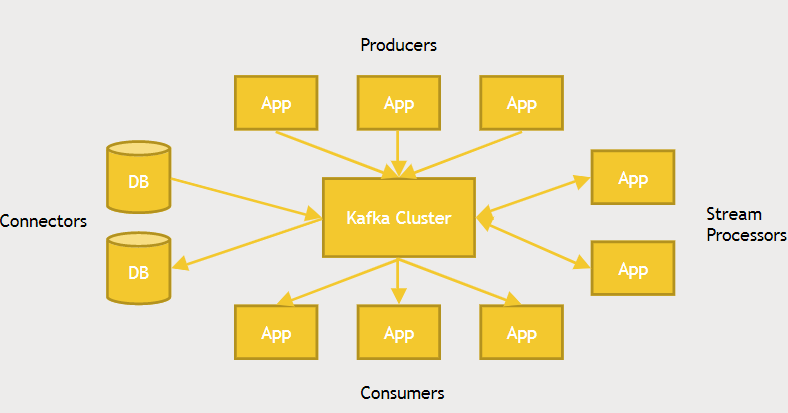 Producers
App
App
App
DB
App
Connectors
Kafka Cluster
Stream
Processors
DB
App
App
App
App
Consumers